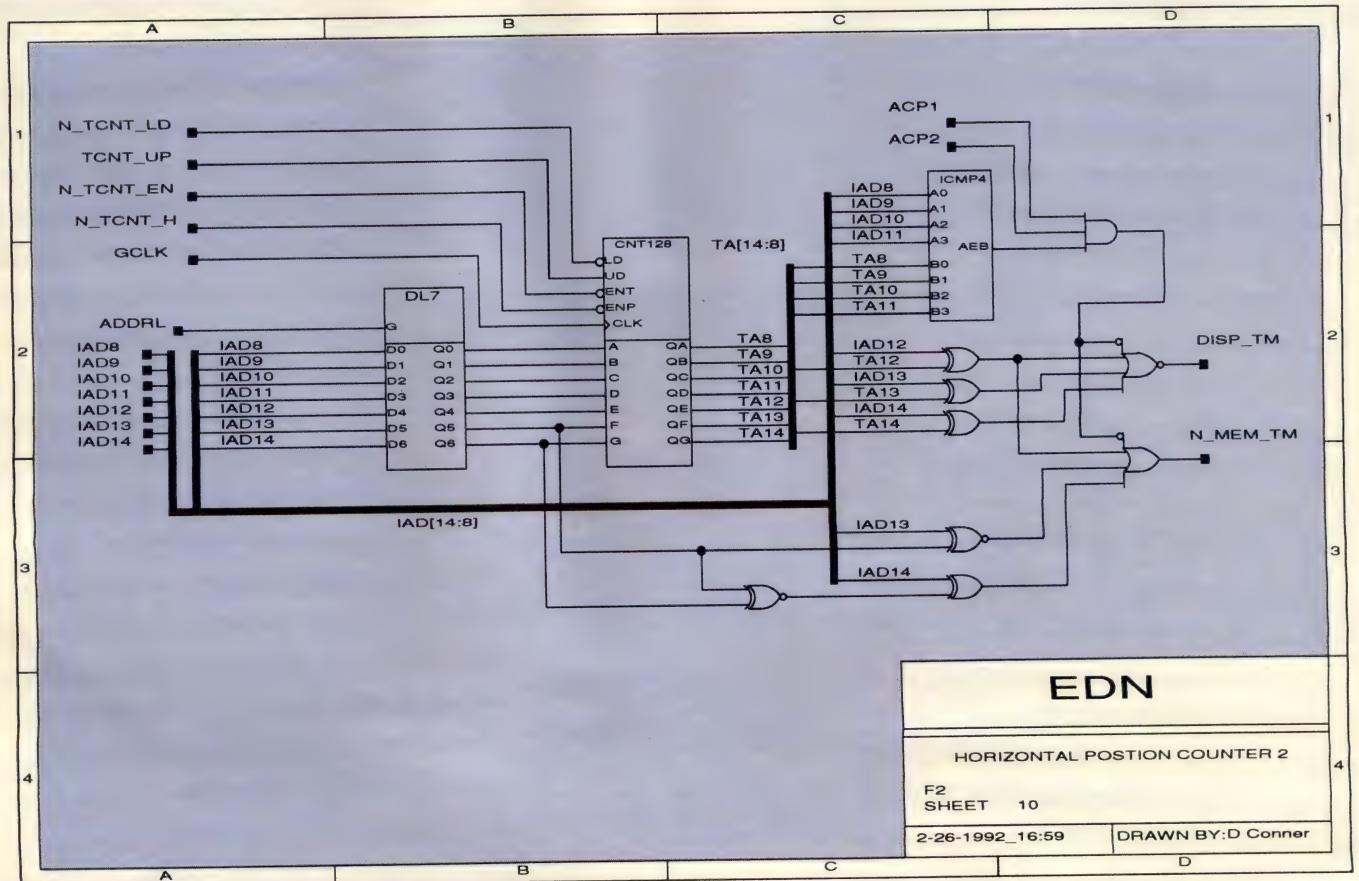 A B C D
1 1
N_TCNT_LD
TCNT_UP
N_TCNT_EN
N_TCNT_H
GCLK
ADDRL
2 2
IAD8
IAD9
IAD10
IAD11
IAD12
IAD13
IAD14
IAD8
IAD9
IAD10
IAD11
IAD12
IAD13
IAD14
DL7
G
D0 Q0
D1 Q1
D2 Q2
D3 Q3
D4 Q4
D5 Q5
D6 Q6
CNT128
LD
UD
ENT
ENP
CLK
A QA
B QB
C QC
D QD
E QE
F QF
G QG
TA8
TA9
TA10
TA11
TA12
TA13
TA14
TA[14:8]
IAD[14:8]
ACP1
ACP2
ICMP4
IAD8 A0
IAD9 A1
IAD10 A2
IAD11 A3
AEB
TA8 B0
TA9 B1
TA10 B2
TA11 B3
IAD12
TA12
IAD13
TA13
IAD14
TA14
DISP_TM
N_MEM_TM
IAD13
IAD14
3 3
4 4
EDN
HORIZONTAL POSTION COUNTER 2
F2
SHEET 10
2-26-1992_16:59 DRAWN BY:D Conner
A B C D